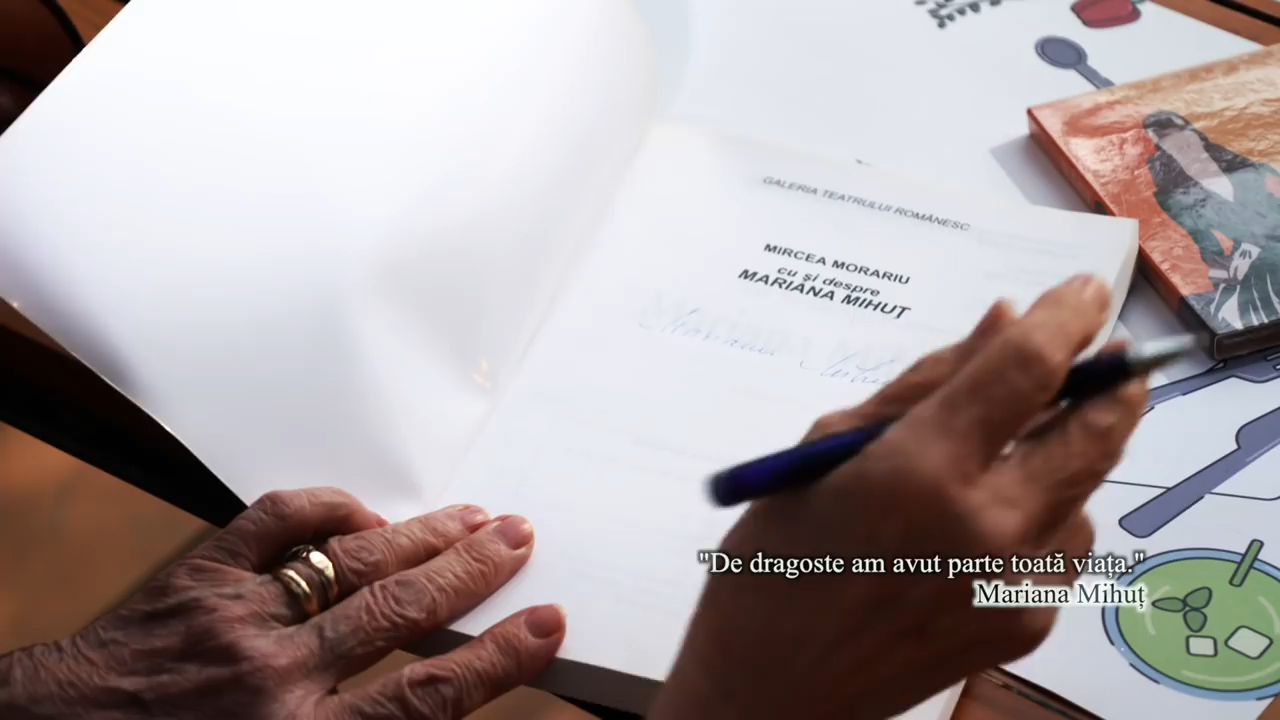 GALERIA TEATRULUI ROMÂNESC
MIRCEA MORARIU
cu și despre
MARIANA MIHUȚ
"De dragoste am avut parte toată viața."
Mariana Mihuț